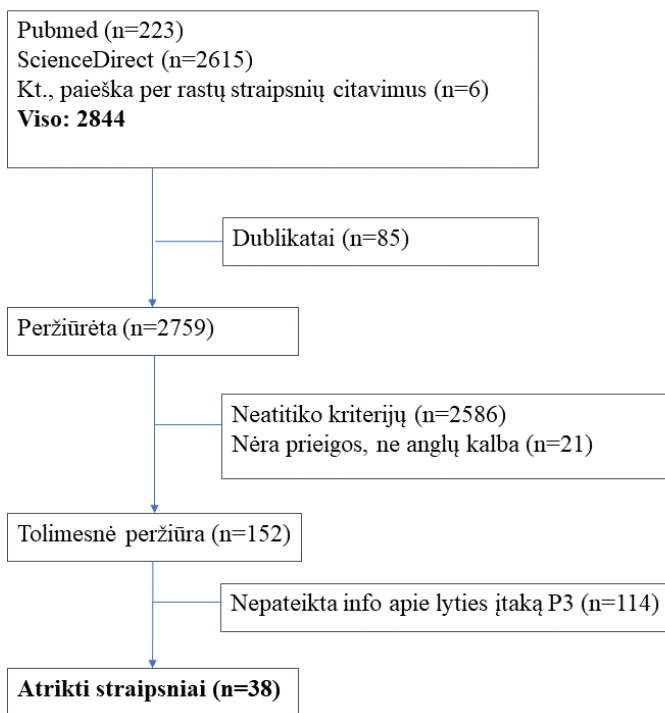 Pubmed (n=223)
ScienceDirect (n=2615)
Kt., paieška per rastų straipsnių citavimus (n=6)
Viso: 2844
Dublikatai (n=85)
Peržiūrėta (n=2759)
Neatitiko kriterijų (n=2586)
Nėra prieigos, ne anglų kalba (n=21)
Tolimesnė peržiūra (n=152)
Nepateikta info apie lyties įtaką P3 (n=114)
Atrikti straipsniai (n=38)